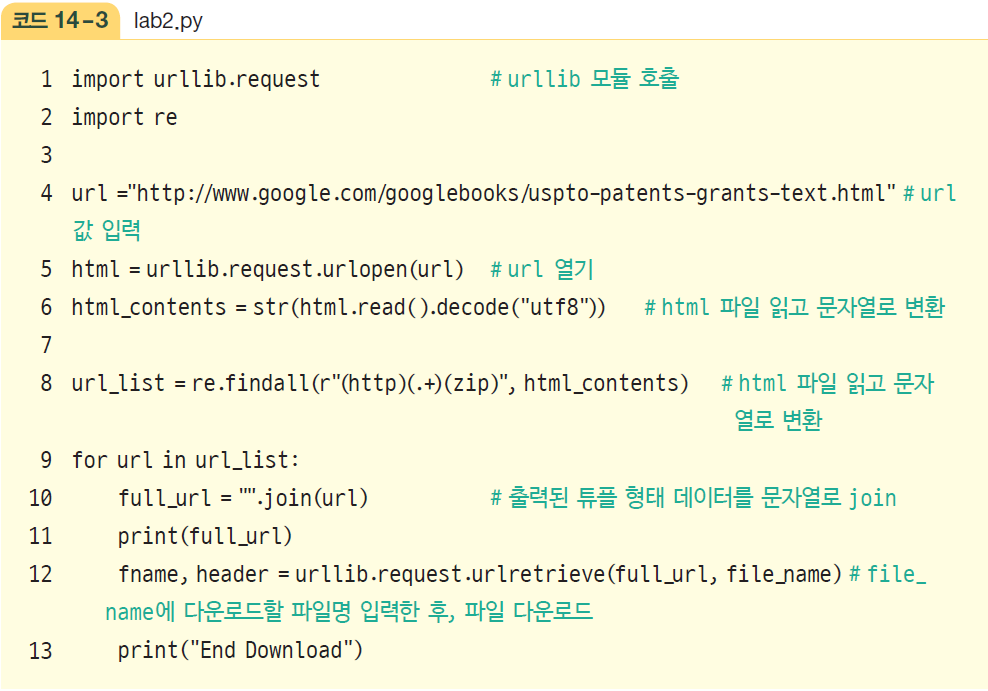 코드 14-3 lab2.py
1 import urllib.request # urllib 모듈 호출
2 import re
3
4 url ="http://www.google.com/googlebooks/uspto-patents-grants-text.html" # url
값 입력
5 html = urllib.request.urlopen(url) # url 열기
6 html_contents = str(html.read().decode("utf8")) # html 파일 읽고 문자열로 변환
7
8 url_list = re.findall(r"(http)(.+)(zip)", html_contents) # html 파일 읽고 문자
열로 변환
9 for url in url_list:
10 full_url = "".join(url) # 출력된 튜플 형태 데이터를 문자열로 join
11 print(full_url)
12 fname, header = urllib.request.urlretrieve(full_url, file_name) # file_
name에 다운로드할 파일명 입력한 후, 파일 다운로드
13 print("End Download")